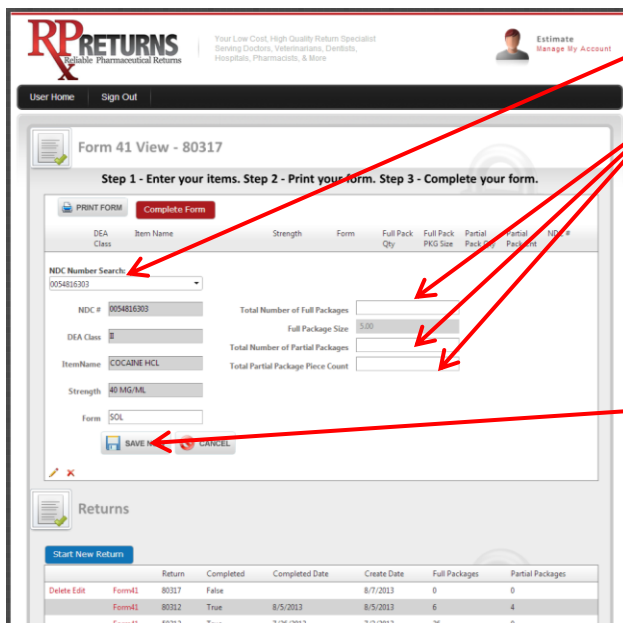 RP RETURNS
Reliable Pharmaceutical Returns
x
Your Low Cost, High Quality Return Specialist
Serving Doctors, Veterinarians, Dentists,
Hospitals, Pharmacists, & More
Estimate
Manage My Account
User Home Sign Out
Form 41 View - 80317
Step 1 - Enter your items. Step 2 - Print your form. Step 3 - Complete your form.
PRINT FORM Complete Form
DEA Class Item Name Strength Form Full Pack Qty Full Pack PKG Size Partial Pack Qty Partial Pack Cnt NDC #
NDC Number Search:
0054816303
NDC # 0054816303
DEA Class II
ItemName COCAINE HCL
Strength 40 MG/ML
Form SOL
Total Number of Full Packages
Full Package Size 5.00
Total Number of Partial Packages
Total Partial Package Piece Count
SAVE CANCEL
Returns
Start New Return
Return Completed Completed Date Create Date Full Packages Partial Packages
Delete Edit Form41 80317 False 8/7/2013 0 0
Form41 80312 True 8/5/2013 8/5/2013 6 4